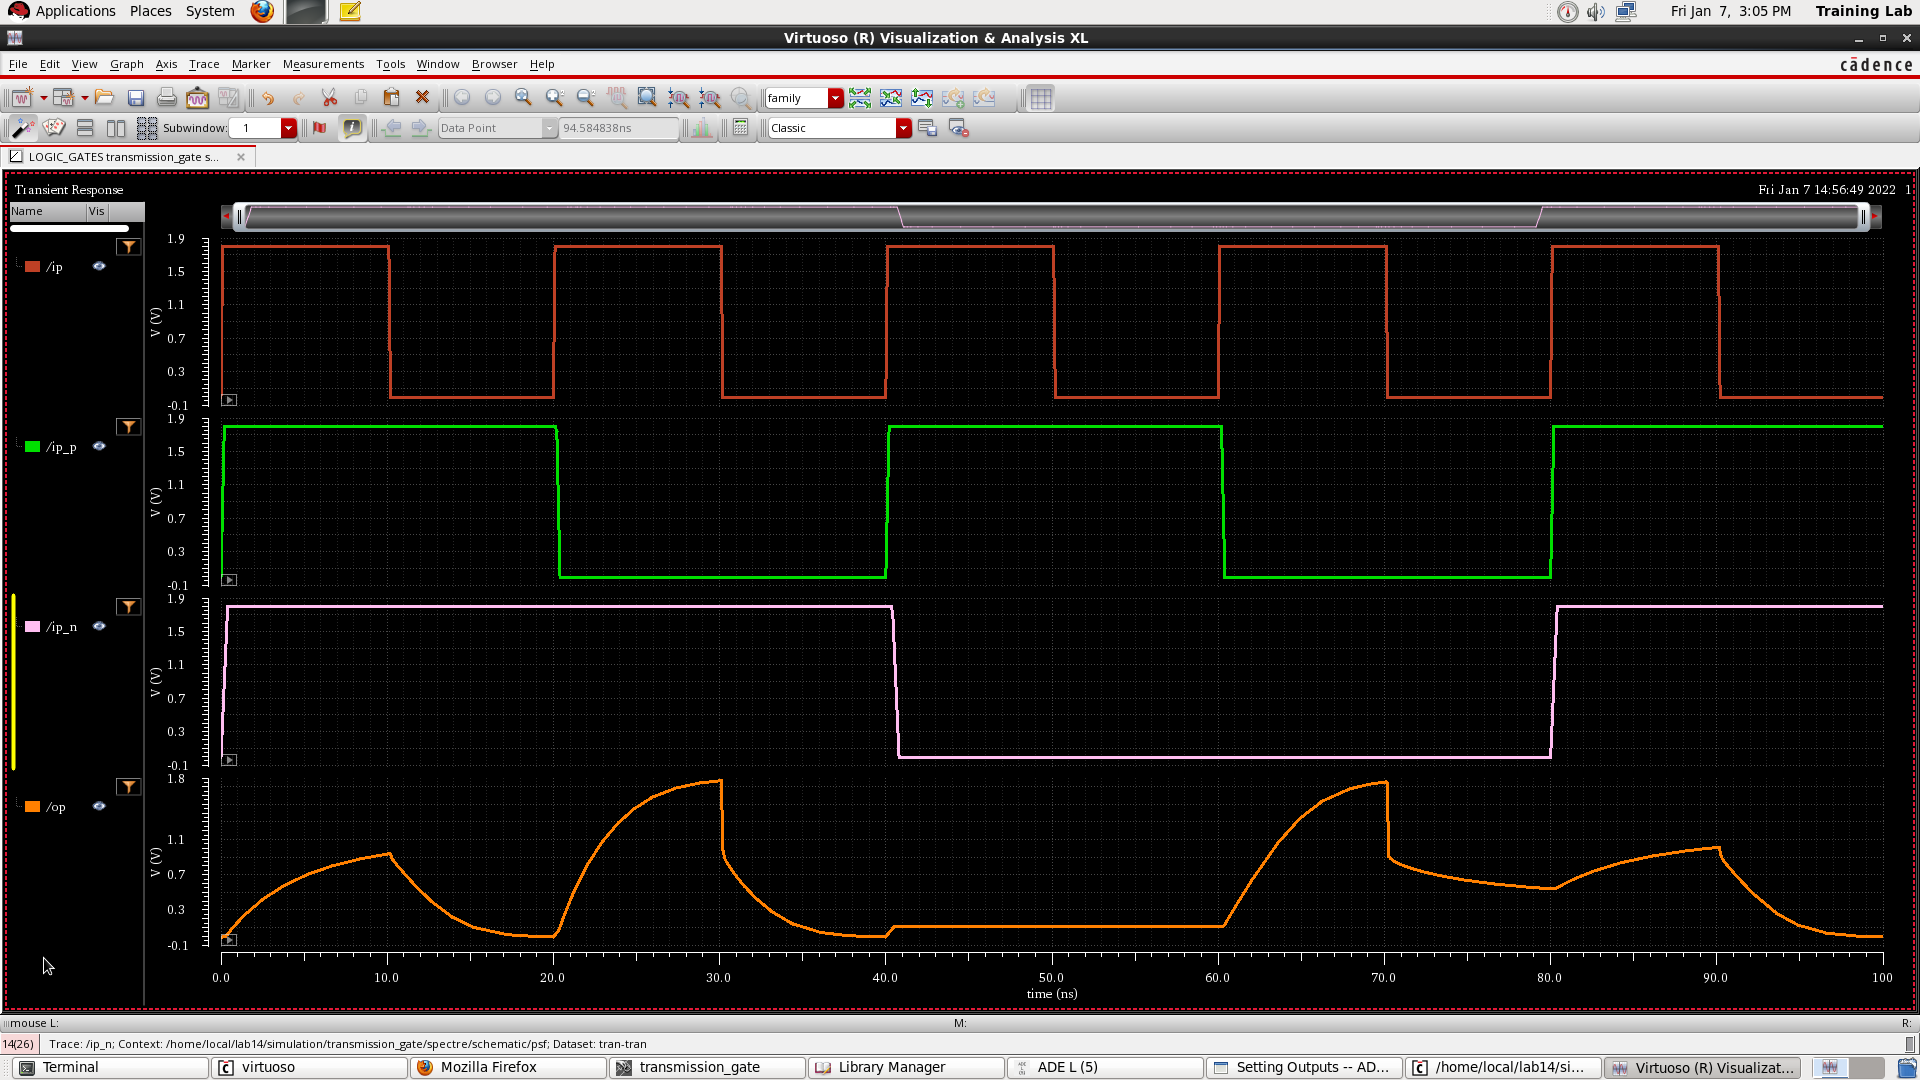 Applications Places System Fri Jan 7, 3:05 PM Training Lab
Virtuoso (R) Visualization & Analysis XL
File Edit View Graph Axis Trace Marker Measurements Tools Window Browser Help cādence
family
Subwindow: 1 Data Point 94.584838ns Classic
LOGIC_GATES transmission_gate s...
Transient Response Fri Jan 7 14:56:49 2022 1
Name Vis
/ip
V (V)
1.9
1.5
1.1
0.7
0.3
-0.1
/ip_p
V (V)
1.9
1.5
1.1
0.7
0.3
-0.1
/ip_n
V (V)
1.9
1.5
1.1
0.7
0.3
-0.1
/op
V (V)
1.8
1.1
0.7
0.3
-0.1
0.0 10.0 20.0 30.0 40.0 50.0 60.0 70.0 80.0 90.0 100
time (ns)
mouse L: M: R:
14(26) Trace: /ip_n; Context: /home/local/lab14/simulation/transmission_gate/spectre/schematic/psf; Dataset: tran-tran
Terminal virtuoso Mozilla Firefox transmission_gate Library Manager ADE L (5) Setting Outputs -- AD... /home/local/lab14/si... Virtuoso (R) Visualizat...